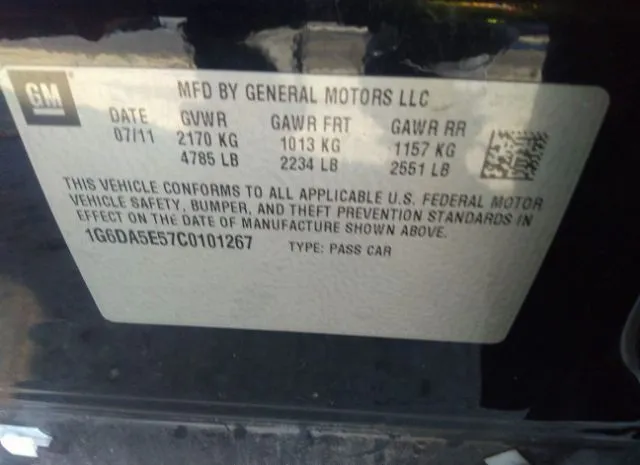 GM
MFD BY GENERAL MOTORS LLC
DATE GVWR GAWR FRT GAWR RR
07/11 2170 KG 1013 KG 1157 KG
4785 LB 2234 LB 2551 LB
THIS VEHICLE CONFORMS TO ALL APPLICABLE U.S. FEDERAL MOTOR
VEHICLE SAFETY, BUMPER, AND THEFT PREVENTION STANDARDS IN
EFFECT ON THE DATE OF MANUFACTURE SHOWN ABOVE.
1G6DA5E57C0101267 TYPE: PASS CAR